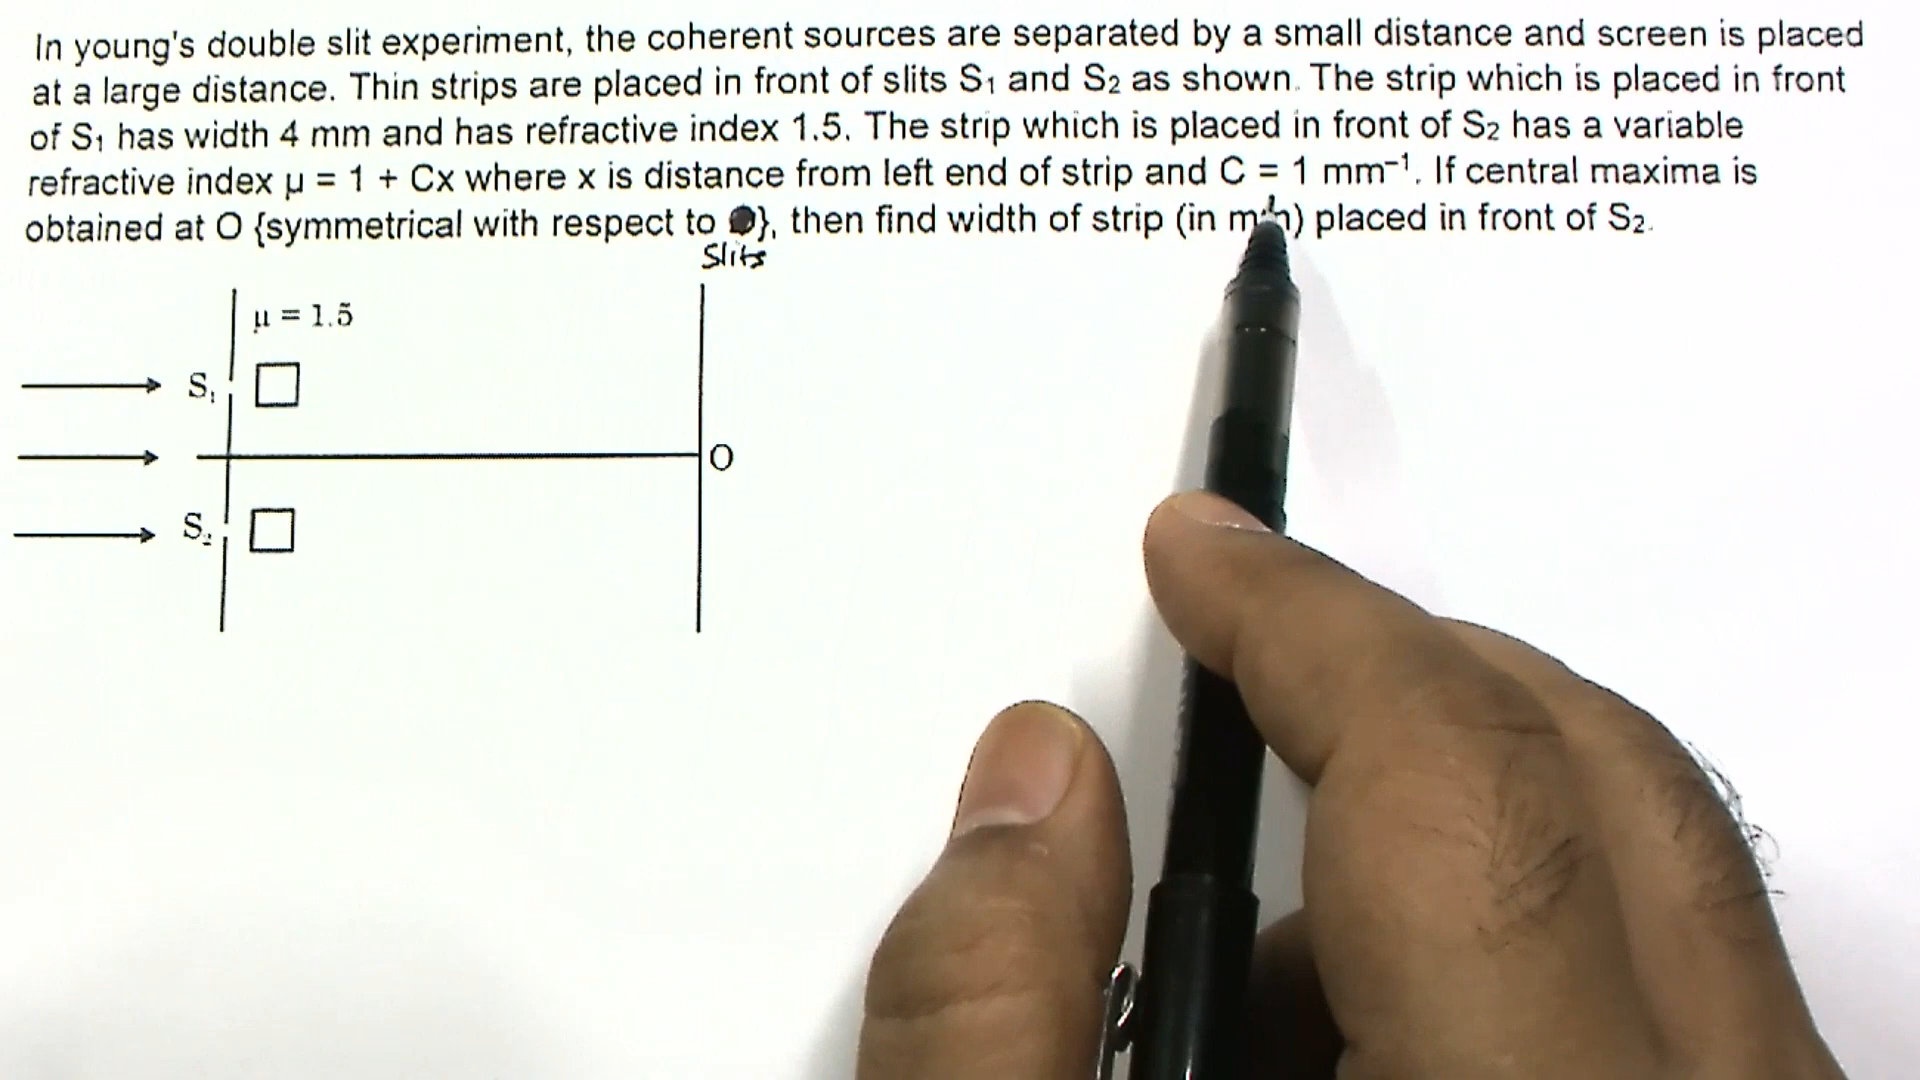 In young's double slit experiment, the coherent sources are separated by a small distance and screen is placed
at a large distance. Thin strips are placed in front of slits S₁ and S₂ as shown. The strip which is placed in front
of S₁ has width 4 mm and has refractive index 1.5. The strip which is placed in front of S₂ has a variable
refractive index μ = 1 + Cx where x is distance from left end of strip and C = 1 mm⁻¹. If central maxima is
obtained at O {symmetrical with respect to }, then find width of strip (in mm) placed in front of S₂.
Slits
μ = 1.5
S₁
O
S₂